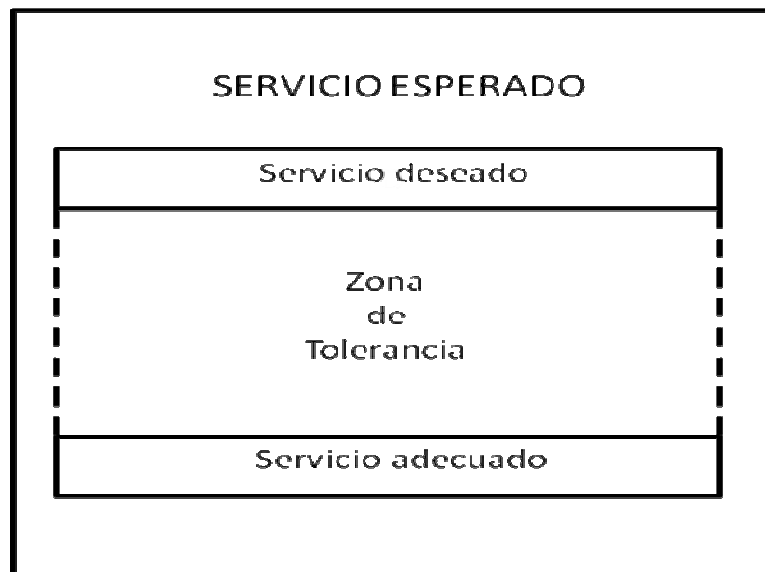 SERVICIO ESPERADO
Servicio deseado
Zona
de
Tolerancia
Servicio adecuado